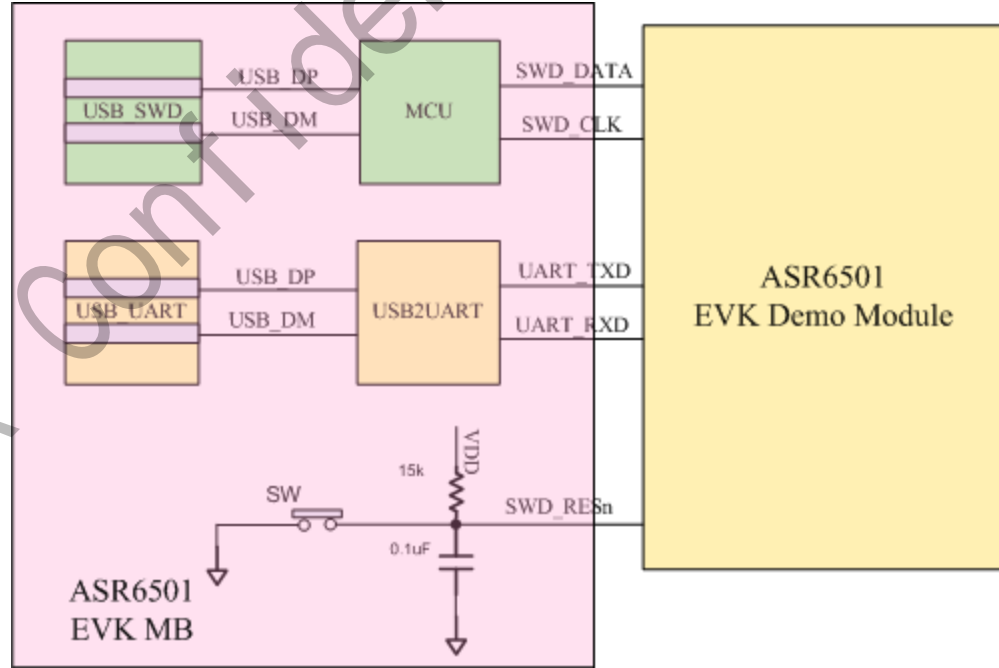 USB_DP
SWD_DATA
USB_SWD
MCU
USB_DM
SWD_CLK
USB_DP
UART_TXD
ASR6501
USB_UART
USB2UART
EVK Demo Module
USB_DM
UART_RXD
VDD
15k
SW
SWD_RESn
0.1uF
ASR6501
EVK MB